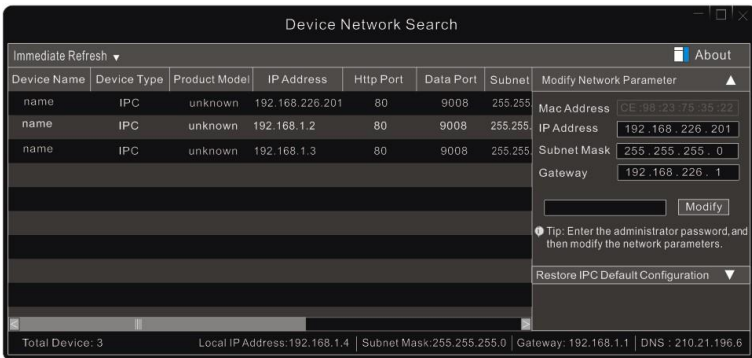 Device Network Search
Immediate Refresh
About
Device Name Device Type Product Model IP Address Http Port Data Port Subnet
name IPC unknown 192.168.226.201 80 9008 255.255
name IPC unknown 192.168.1.2 80 9008 255.255.
name IPC unknown 192.168.1.3 80 9008 255.255.
Modify Network Parameter
Mac Address CE:98:23:75:35:22
IP Address 192.168.226.201
Subnet Mask 255.255.255.0
Gateway 192.168.226.1
Modify
Tip: Enter the administrator password,and
then modify the network parameters.
Restore IPC Default Configuration
Total Device: 3 Local IP Address:192.168.1.4 Subnet Mask:255.255.255.0 Gateway: 192.168.1.1 DNS : 210.21.196.6